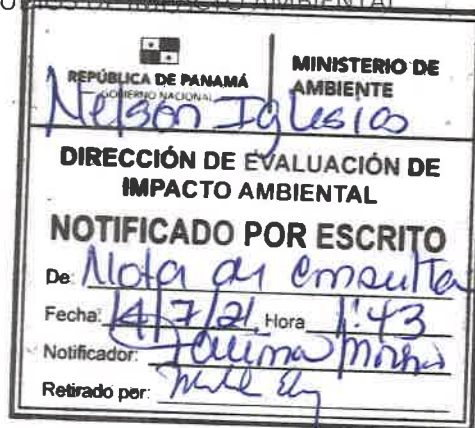 REPÚBLICA DE PANAMÁ
GOBIERNO NACIONAL
MINISTERIO DE
AMBIENTE
Nelson Iglesias
DIRECCIÓN DE EVALUACIÓN DE
IMPACTO AMBIENTAL
NOTIFICADO POR ESCRITO
De: Nota de Consulta
Fecha: 14/7/21, Hora 1:43
Notificador:
Retirado por: